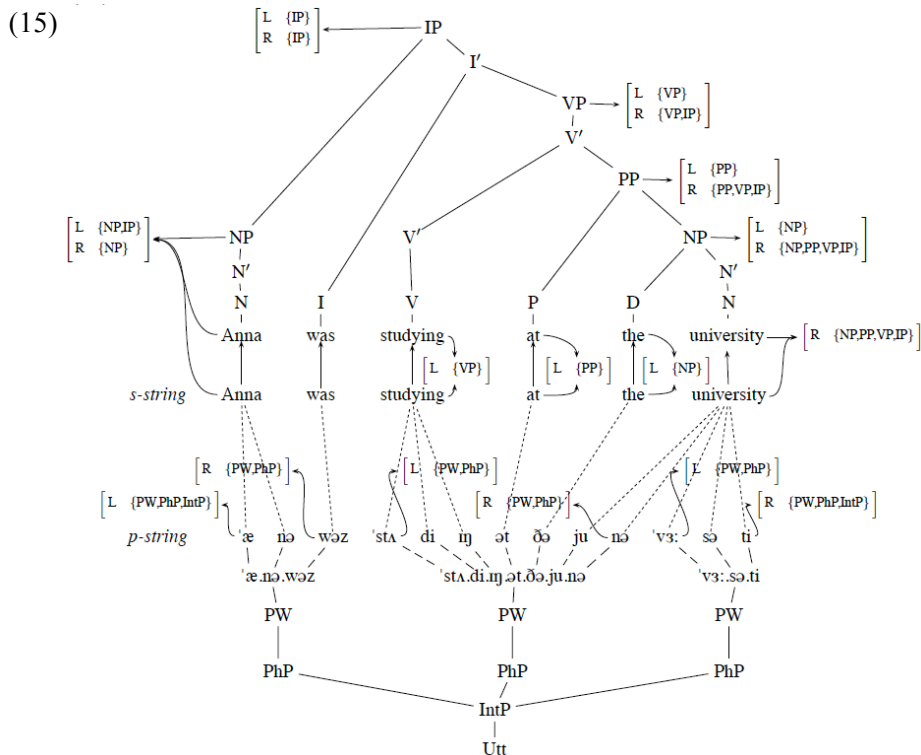 (15)
L {IP}
R {IP}
IP
I′
VP
L {VP}
R {VP,IP}
V′
PP
L {PP}
R {PP,VP,IP}
L {NP,IP}
R {NP}
NP
V′
NP
L {NP}
R {NP,PP,VP,IP}
N′
N′
N I V P D N
Anna was studying at the university
R {NP,PP,VP,IP}
L {VP}
L {PP}
L {NP}
s-string Anna was studying at the university
R {PW,PhP}
L {PW,PhP}
L {PW,PhP}
L {PW,PhP,IntP}
R {PW,PhP}
R {PW,PhP,IntP}
p-string ˈæ nə wəz ˈstʌ di ɪŋ ət ðə ju nə ˈvɜː sə ti
ˈæ.nə.wəz ˈstʌ.di.ɪŋ.ət.ðə.ju.nə ˈvɜː.sə.ti
PW PW PW
PhP PhP PhP
IntP
Utt